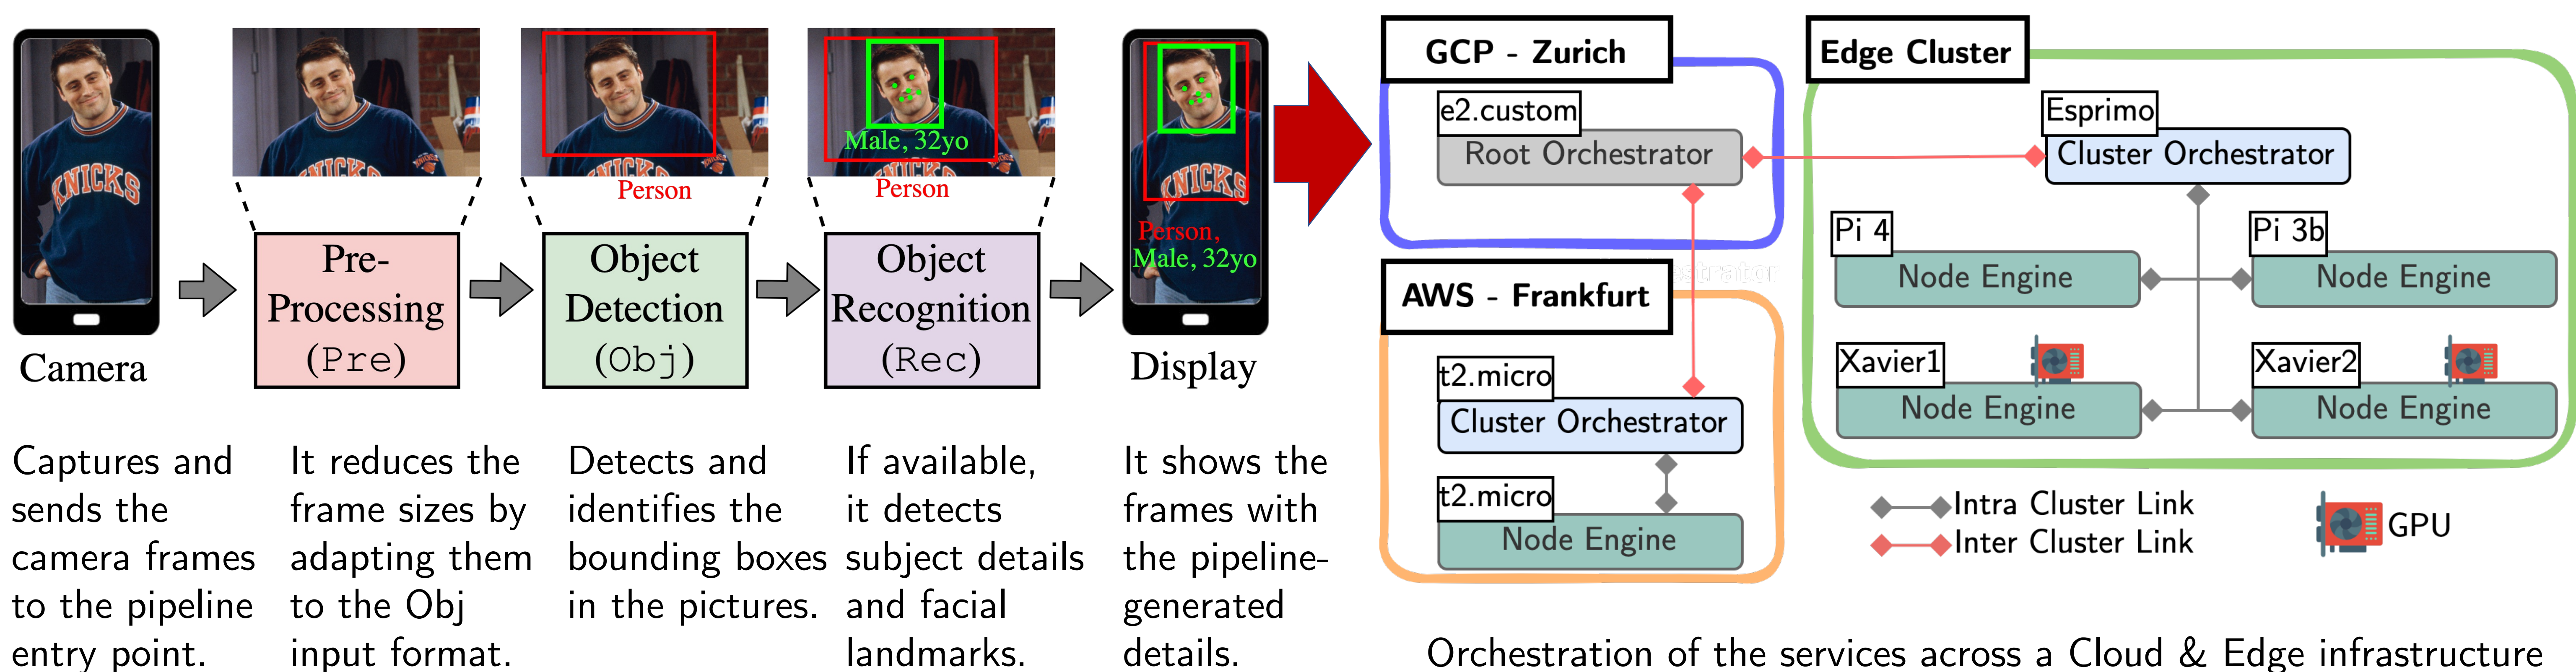 KNICKS
Camera
Pre-
Processing
(Pre)
Person
Object
Detection
(Obj)
Male, 32yo
Person
Object
Recognition
(Rec)
KNICKS
Person,
Male, 32yo
Display
Captures and
sends the
camera frames
to the pipeline
entry point.
It reduces the
frame sizes by
adapting them
to the Obj
input format.
Detects and
identifies the
bounding boxes
in the pictures.
If available,
it detects
subject details
and facial
landmarks.
It shows the
frames with
the pipeline-
generated
details.
GCP - Zurich
e2.custom
Root Orchestrator
AWS - Frankfurt
t2.micro
Cluster Orchestrator
t2.micro
Node Engine
Edge Cluster
Esprimo
Cluster Orchestrator
Pi 4
Node Engine
Pi 3b
Node Engine
Xavier1
Node Engine
Xavier2
Node Engine
Intra Cluster Link
Inter Cluster Link
GPU
Orchestration of the services across a Cloud & Edge infrastructure